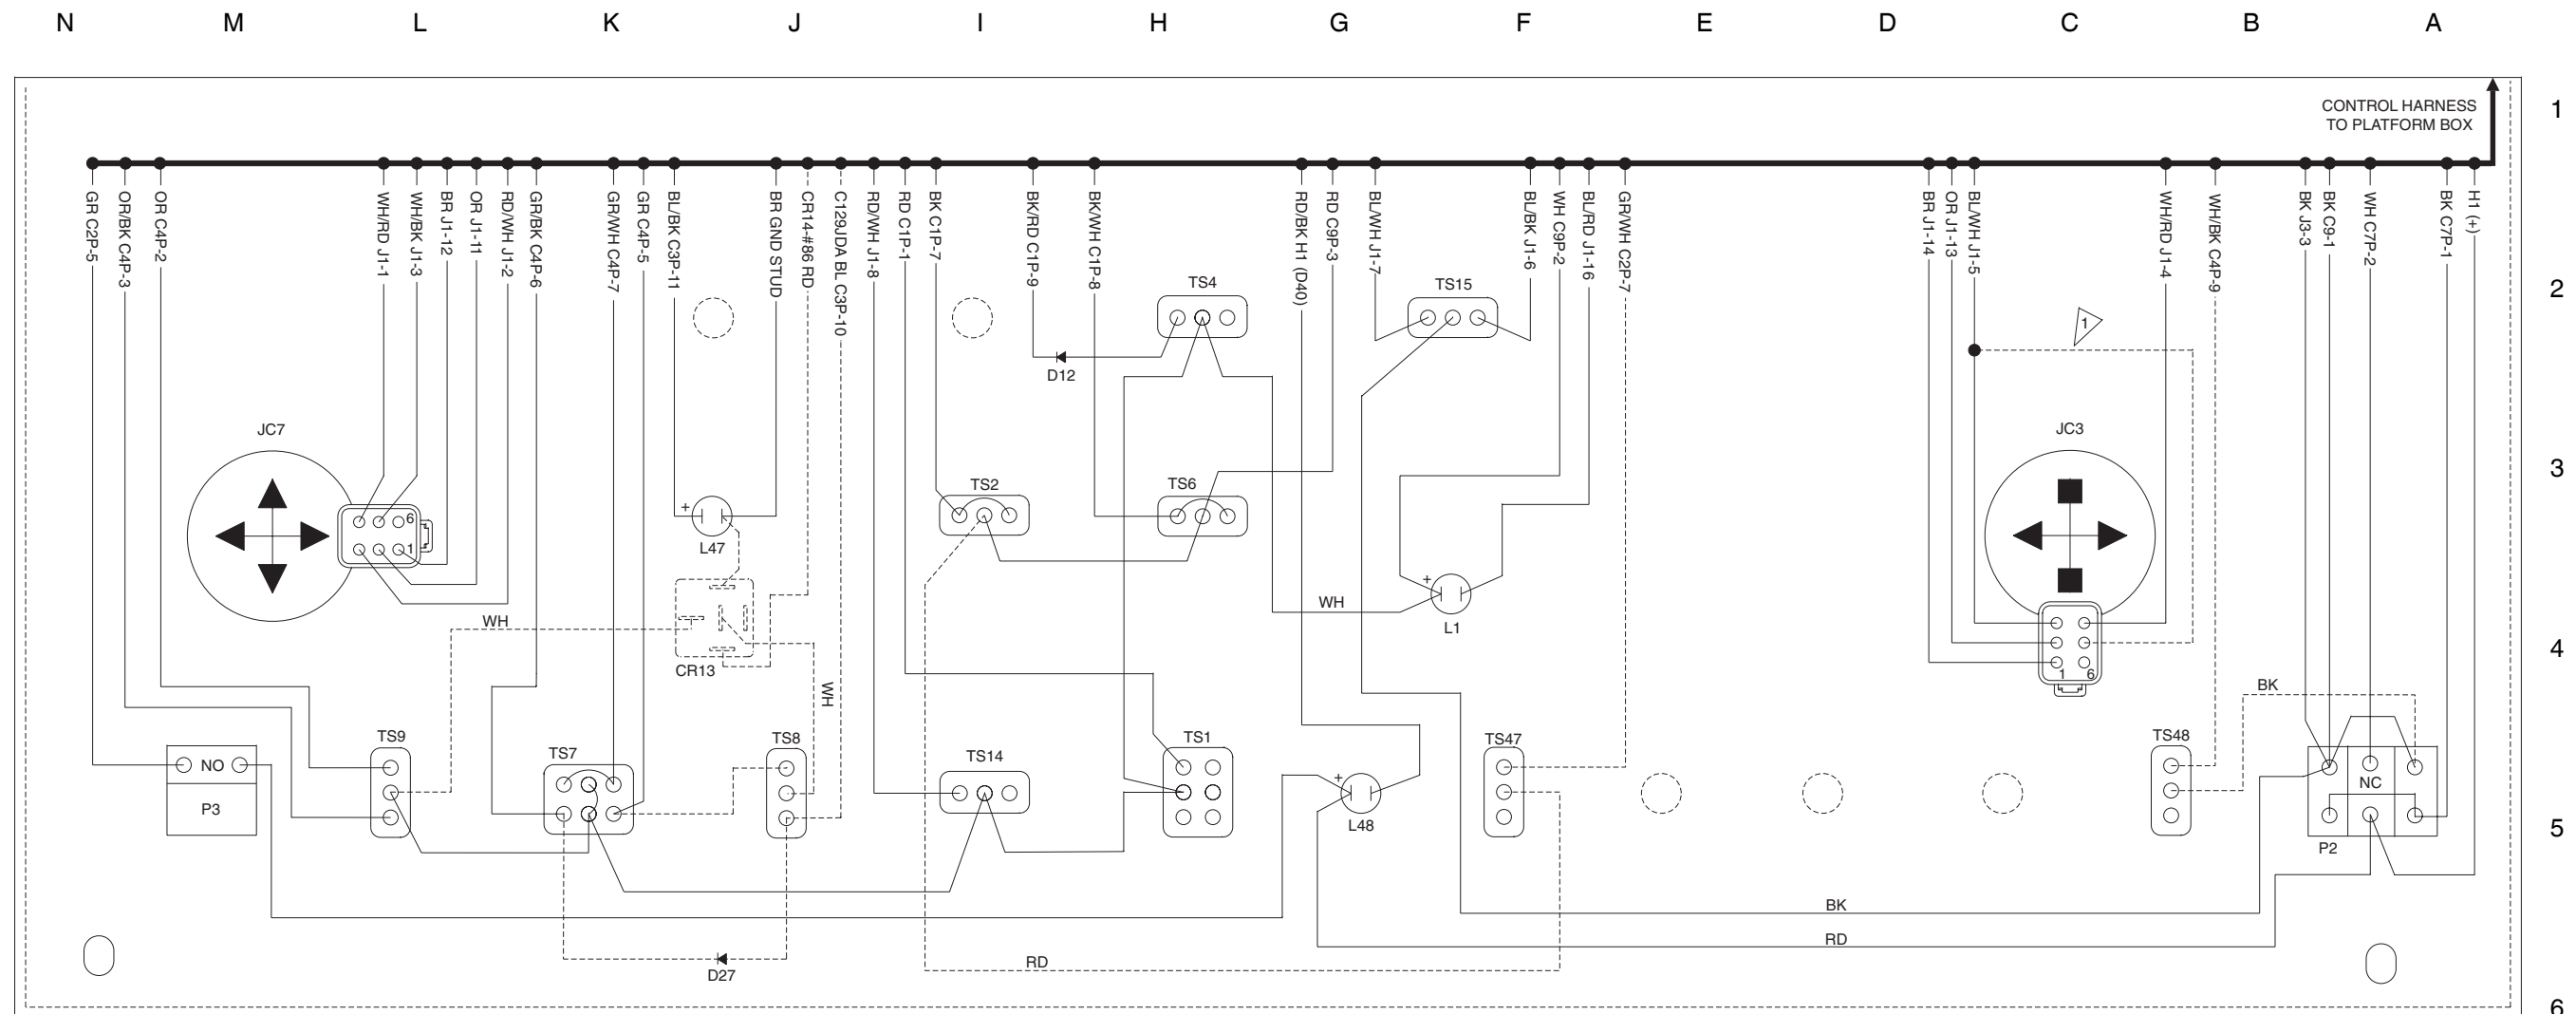 N M L K J I H G F E D C B A
CONTROL HARNESS
TO PLATFORM BOX
1
2
3
4
5
6
GR C2P-5
OR/BK C4P-3
OR C4P-2
WH/RD J1-1
WH/BK J1-3
BR J1-12
OR J1-11
RD/WH J1-2
GR/BK C4P-6
GR/WH C4P-7
GR C4P-5
BL/BK C3P-11
BR GND STUD
CR14-#86 RD
C129JDA BL C3P-10
RD/WH J1-8
RD C1P-1
BK C1P-7
BK/RD C1P-9
BK/WH C1P-8
RD/BK H1 (D40)
RD C9P-3
BL/WH J1-7
BL/BK J1-6
WH C9P-2
BL/RD J1-16
GR/WH C2P-7
BR J1-14
OR J1-13
BL/WH J1-5
WH/RD J1-4
WH/BK C4P-9
BK J3-3
BK C9-1
WH C7P-2
BK C7P-1
H1 (+)
TS4
TS15
1
D12
JC7
JC3
TS2
TS6
+
6
1
L47
+
WH
L1
WH
CR13
WH
1 6
BK
TS9
TS7
TS8
TS14
TS1
TS47
TS48
NO
P3
+
L48
NC
P2
BK
RD
RD
D27